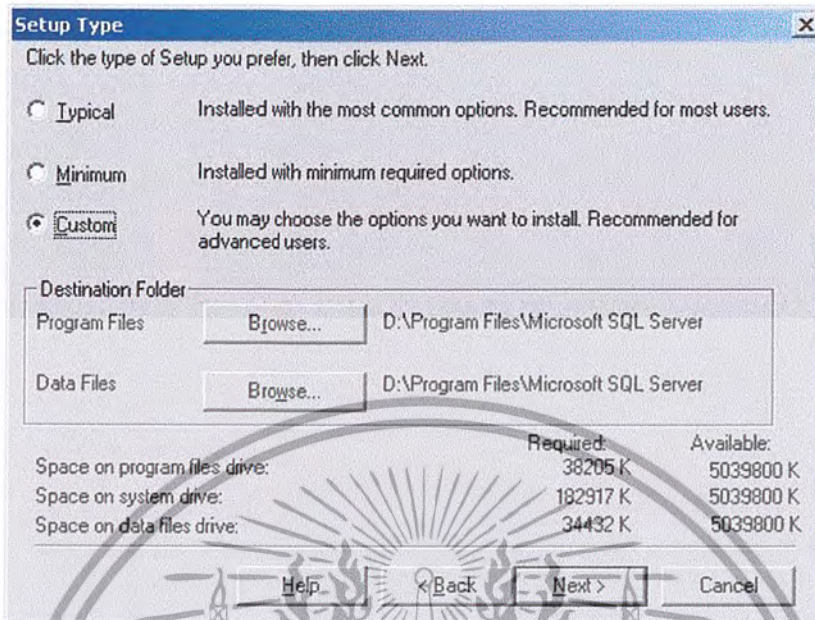 Setup Type
Click the type of Setup you prefer, then click Next.
Typical Installed with the most common options. Recommended for most users.
Minimum Installed with minimum required options.
Custom You may choose the options you want to install. Recommended for
advanced users.
Destination Folder
Program Files Browse... D:\Program Files\Microsoft SQL Server
Data Files Browse... D:\Program Files\Microsoft SQL Server
Required: Available:
Space on program files drive: 38205 K 5039800 K
Space on system drive: 182917 K 5039800 K
Space on data files drive: 34432 K 5039800 K
Help < Back Next > Cancel